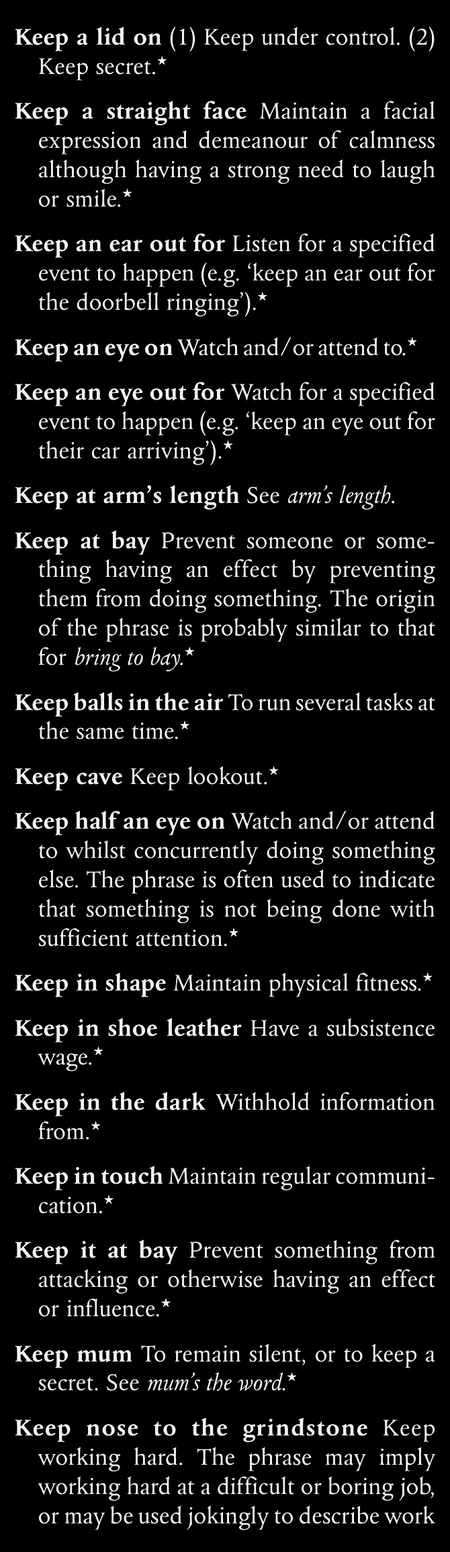 Keep a lid on (1) Keep under control. (2)
Keep secret.★
Keep a straight face Maintain a facial
expression and demeanour of calmness
although having a strong need to laugh
or smile.★
Keep an ear out for Listen for a specified
event to happen (e.g. ‘keep an ear out for
the doorbell ringing’).★
Keep an eye on Watch and/or attend to.★
Keep an eye out for Watch for a specified
event to happen (e.g. ‘keep an eye out for
their car arriving’).★
Keep at arm’s length See arm’s length.
Keep at bay Prevent someone or some-
thing having an effect by preventing
them from doing something. The origin
of the phrase is probably similar to that
for bring to bay.★
Keep balls in the air To run several tasks at
the same time.★
Keep cave Keep lookout.★
Keep half an eye on Watch and/or attend
to whilst concurrently doing something
else. The phrase is often used to indicate
that something is not being done with
sufficient attention.★
Keep in shape Maintain physical fitness.★
Keep in shoe leather Have a subsistence
wage.★
Keep in the dark Withhold information
from.★
Keep in touch Maintain regular communi-
cation.★
Keep it at bay Prevent something from
attacking or otherwise having an effect
or influence.★
Keep mum To remain silent, or to keep a
secret. See mum’s the word.★
Keep nose to the grindstone Keep
working hard. The phrase may imply
working hard at a difficult or boring job,
or may be used jokingly to describe work